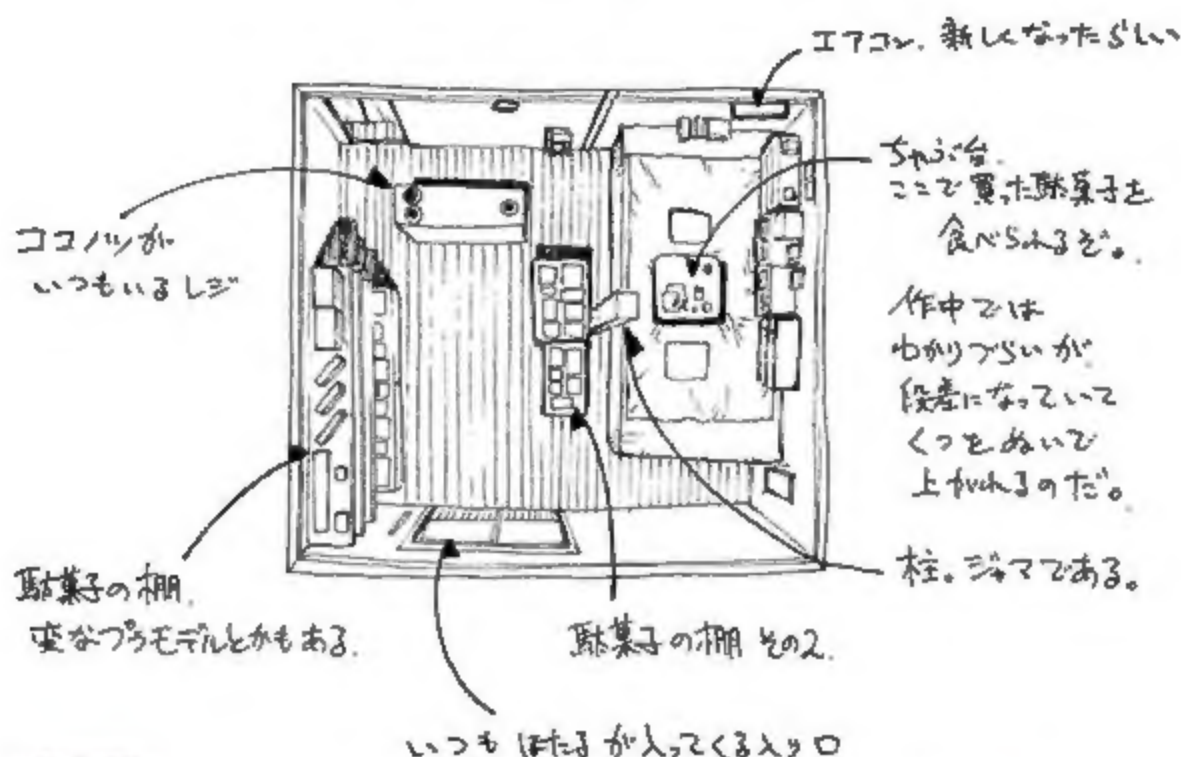 エアコン、新しくなったらしい
ちゃぶ台。
ここで買った駄菓子を
食べられるぞ。
作中では
わかりづらいが
段差になっていて
くつをぬいで
上がれるのだ。
柱。ジャマである。
ココノツが
いつもいるレジ
駄菓子の棚。
変なプラモデルとかもある。
駄菓子の棚 その2.
いつも ほたる が入ってくる入り口